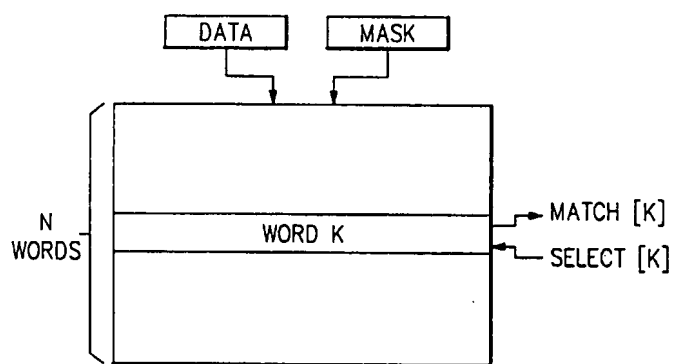 DATA
MASK
N
WORDS
WORD K
MATCH [K]
SELECT [K]